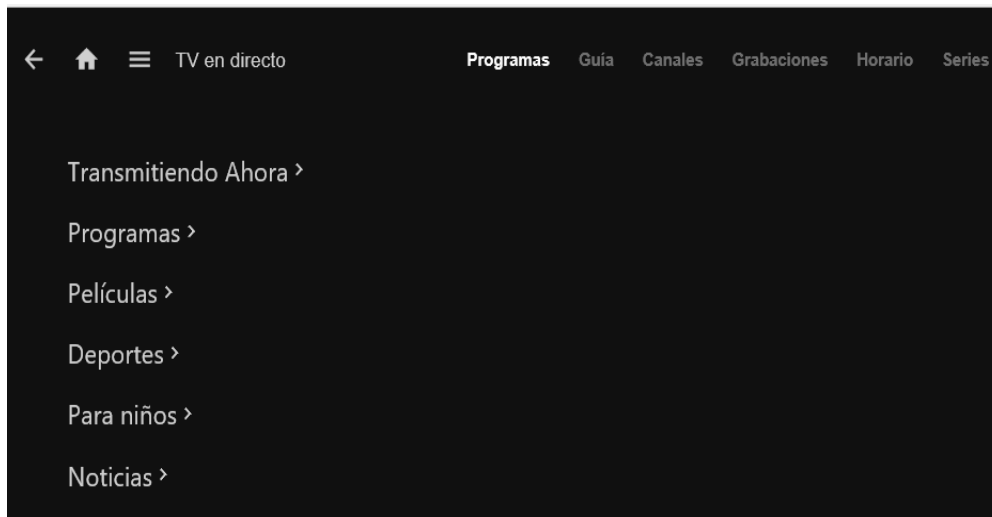 TV en directo Programas Guía Canales Grabaciones Horario Series
Transmitiendo Ahora
Programas
Películas
Deportes
Para niños
Noticias